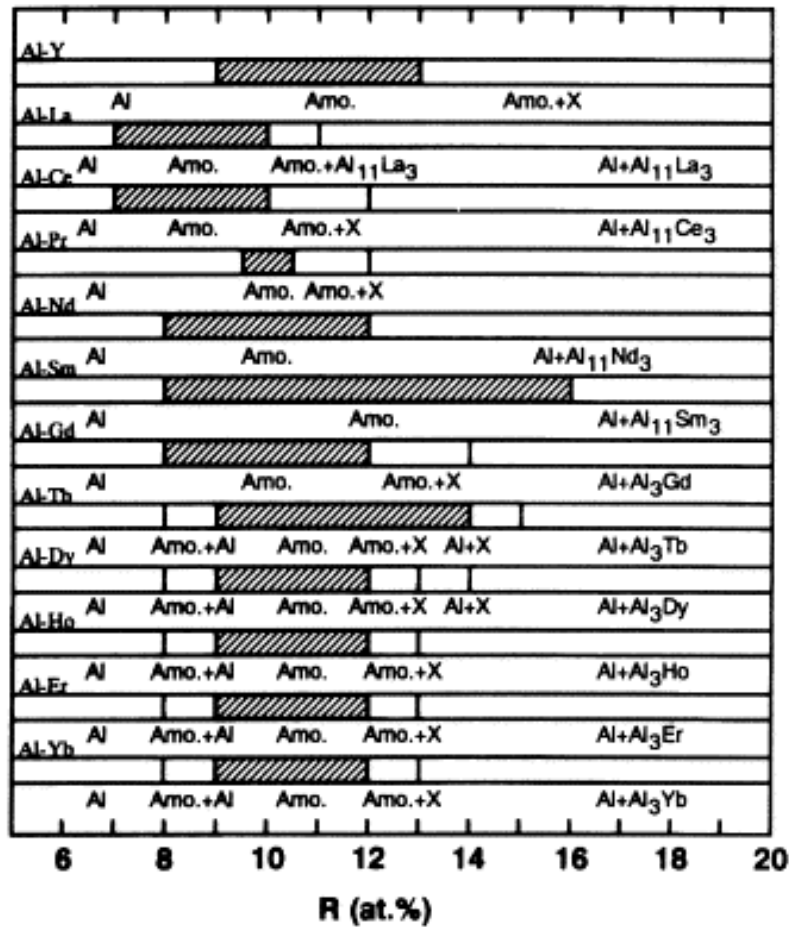 Al-Y
Al Amo. Amo.+X
Al-La
Al Amo. Amo.+Al₁₁La₃ Al+Al₁₁La₃
Al-Ce
Al Amo. Amo.+X Al+Al₁₁Ce₃
Al-Pr
Al Amo. Amo.+X
Al-Nd
Al Amo. Al+Al₁₁Nd₃
Al-Sm
Al Amo. Al+Al₁₁Sm₃
Al-Gd
Al Amo. Amo.+X Al+Al₃Gd
Al-Tb
Al Amo.+Al Amo. Amo.+X Al+X Al+Al₃Tb
Al-Dy
Al Amo.+Al Amo. Amo.+X Al+X Al+Al₃Dy
Al-Ho
Al Amo.+Al Amo. Amo.+X Al+Al₃Ho
Al-Er
Al Amo.+Al Amo. Amo.+X Al+Al₃Er
Al-Yb
Al Amo.+Al Amo. Amo.+X Al+Al₃Yb
6 8 10 12 14 16 18 20
R (at.%)